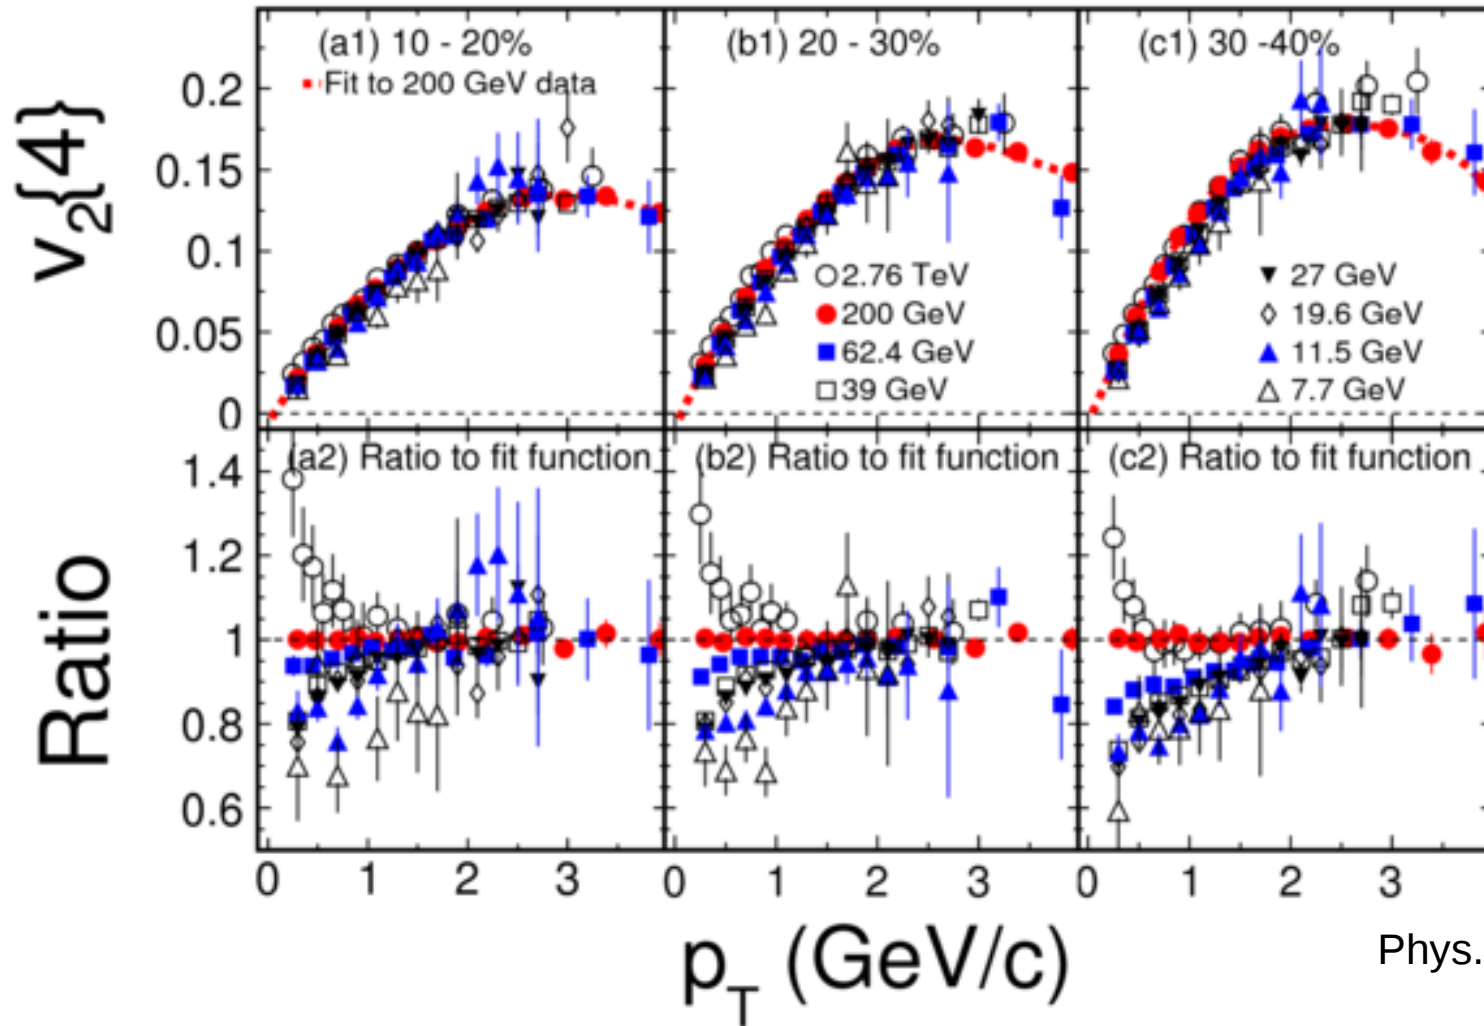 (a1) 10 - 20%
Fit to 200 GeV data
(b1) 20 - 30%
(c1) 30 -40%
v2{4}
0.2
0.15
0.1
0.05
0
2.76 TeV
200 GeV
62.4 GeV
39 GeV
27 GeV
19.6 GeV
11.5 GeV
7.7 GeV
(a2) Ratio to fit function
(b2) Ratio to fit function
(c2) Ratio to fit function
Ratio
1.4
1.2
1
0.8
0.6
0 1 2 3
0 1 2 3
0 1 2 3
pT (GeV/c)
Phys.